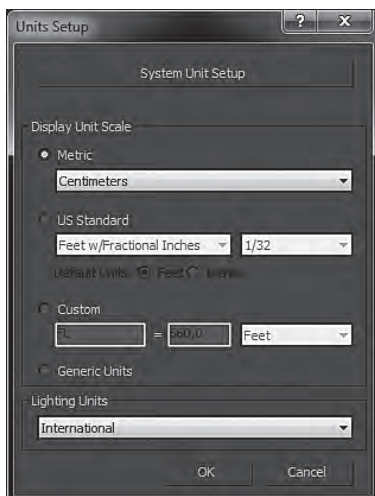 Units Setup
System Unit Setup
Display Unit Scale
Metric
Centimeters
US Standard
Feet w/Fractional Inches 1/32
Default Units: Feet
Custom
FL = 660,0 Feet
Generic Units
Lighting Units
International
OK Cancel